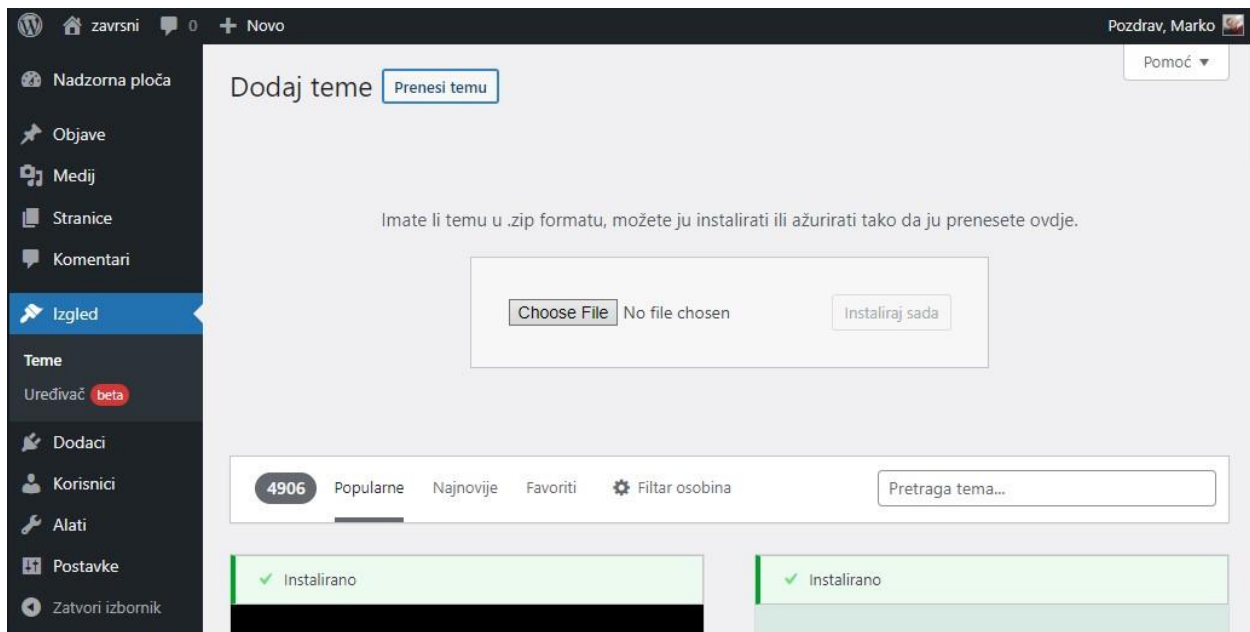 zavrsni 0 + Novo Pozdrav, Marko
Pomoć ▼
Nadzorna ploča
Objave
Medij
Stranice
Komentari
Izgled
Teme
Uređivač beta
Dodaci
Korisnici
Alati
Postavke
Zatvori izbornik
Dodaj teme Prenesi temu
Imate li temu u .zip formatu, možete ju instalirati ili ažurirati tako da ju prenesete ovdje.
Choose File No file chosen Instaliraj sada
4906 Popularne Najnovije Favoriti Filtar osobina Pretraga tema...
Instalirano Instalirano